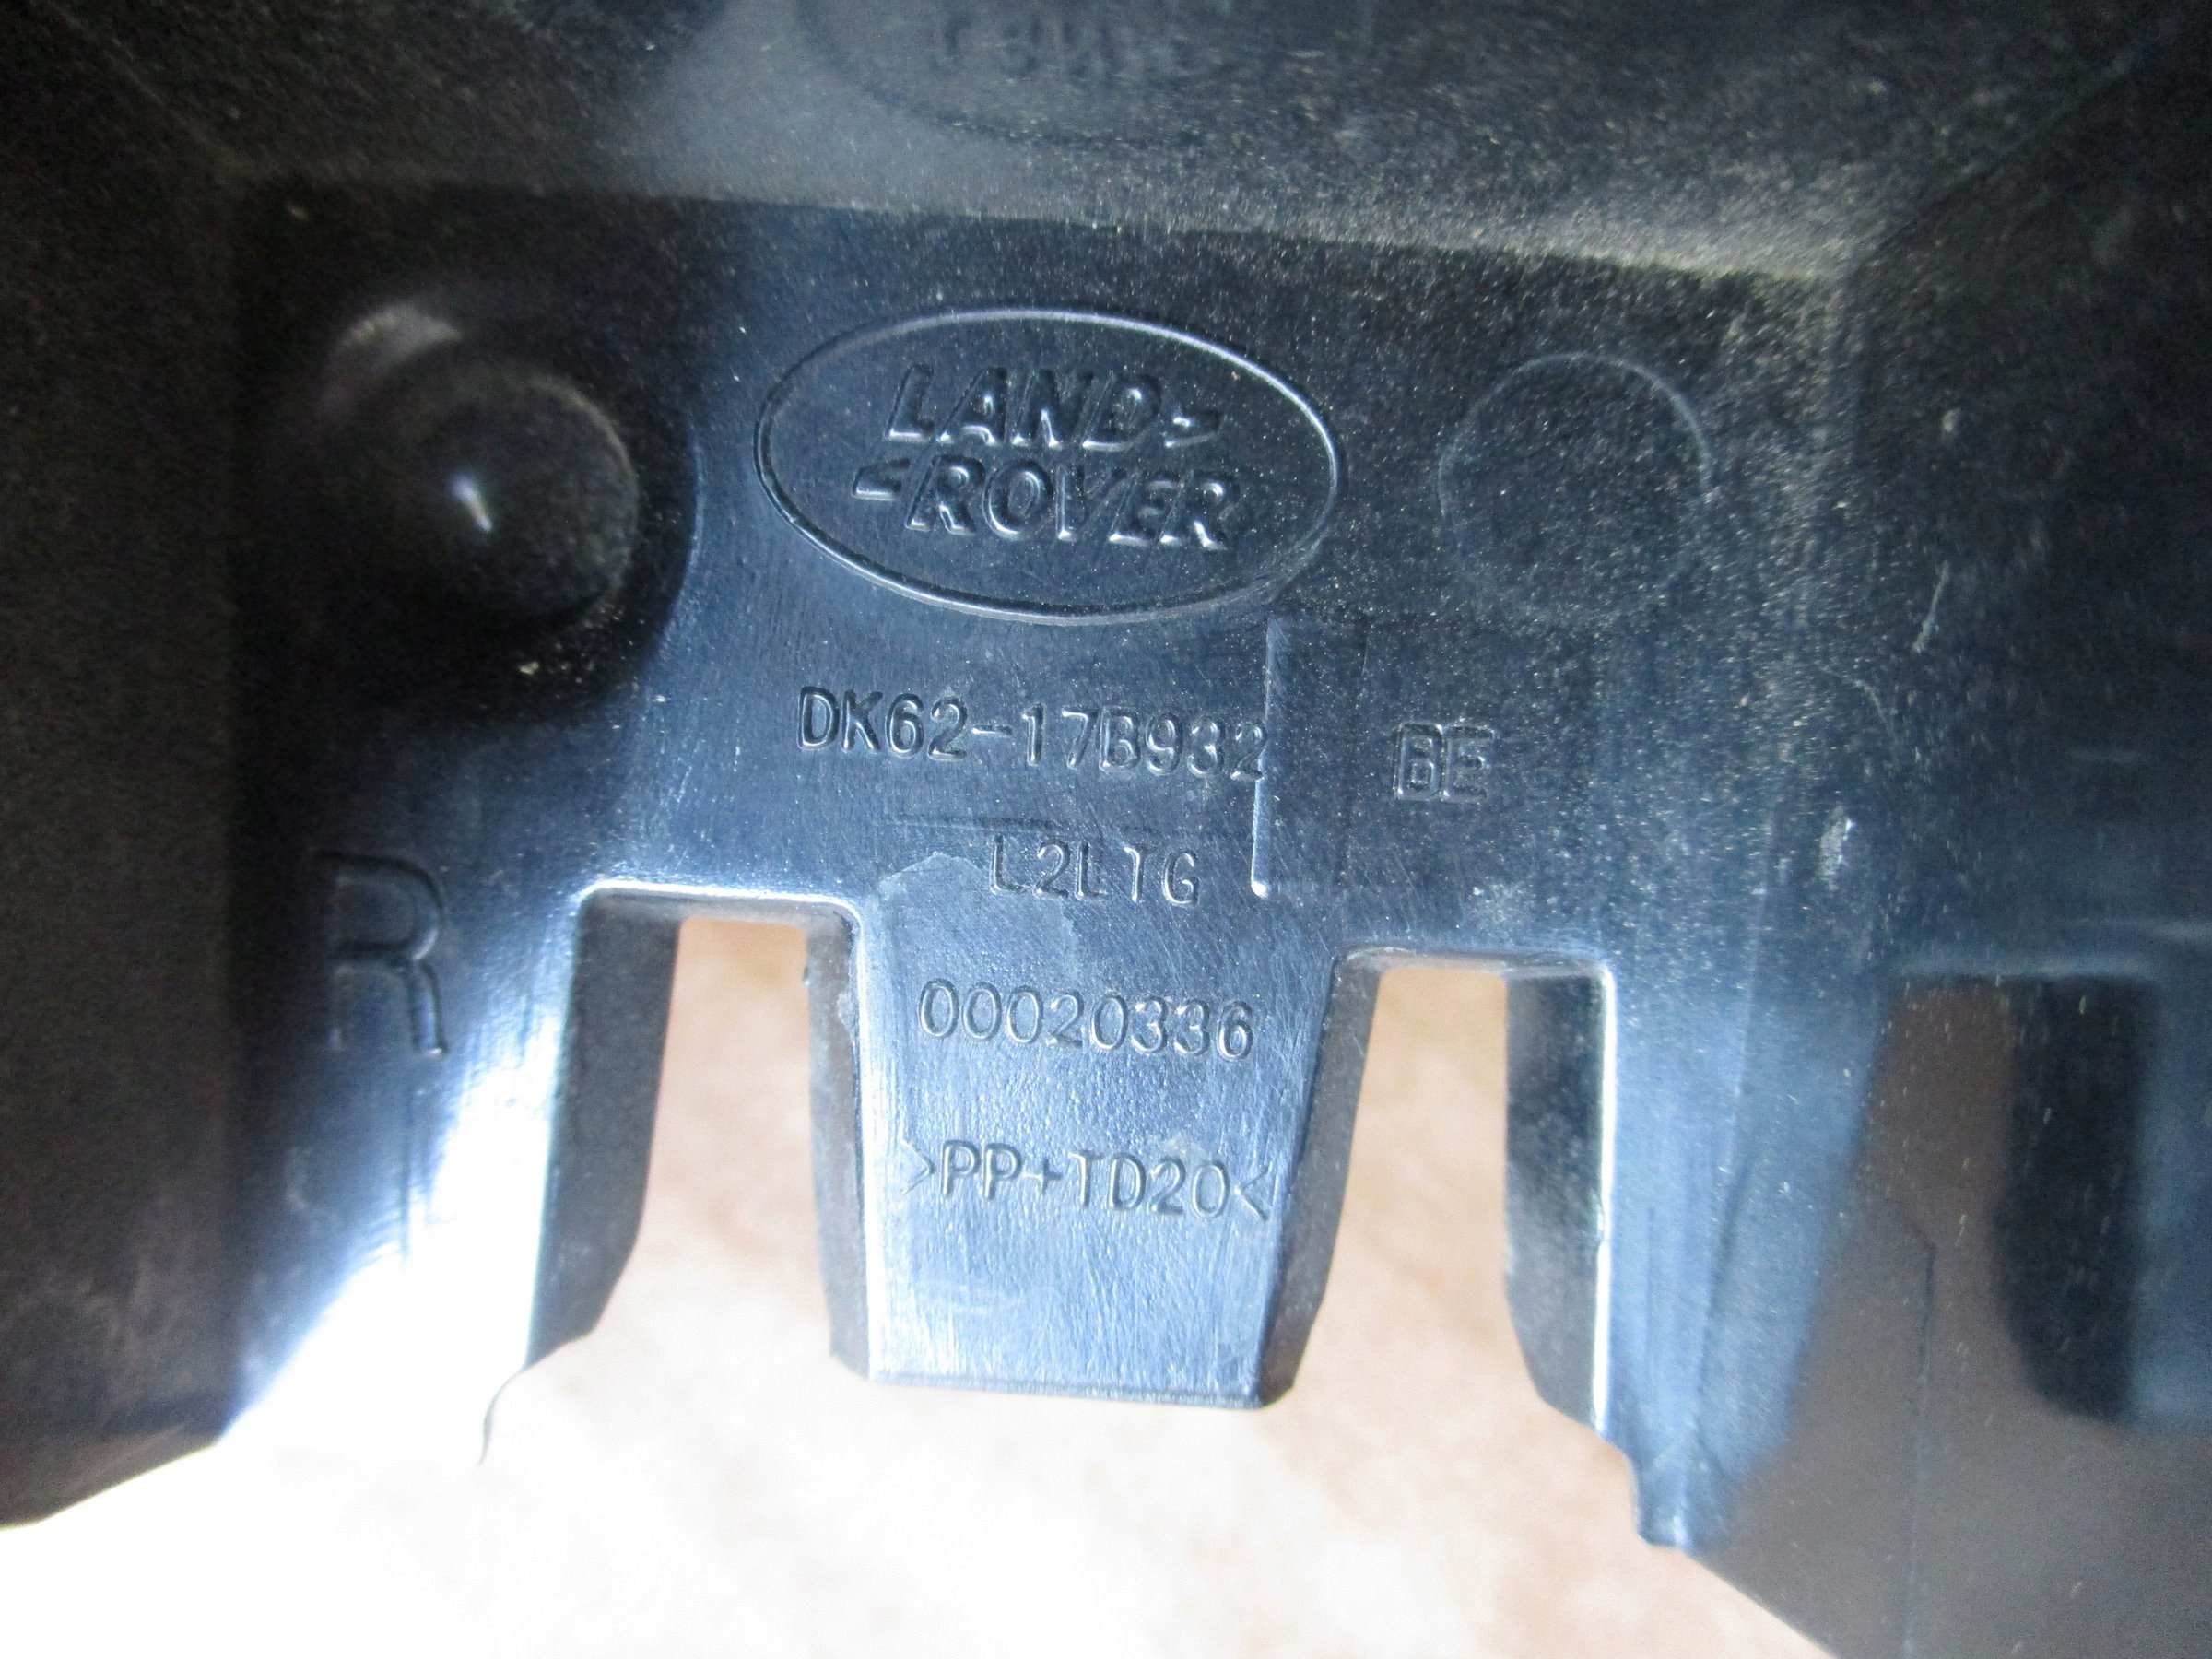 LAND
ROVER
DK62-17B932 BE
L2LTG
R
00020336
>PP+TD20<